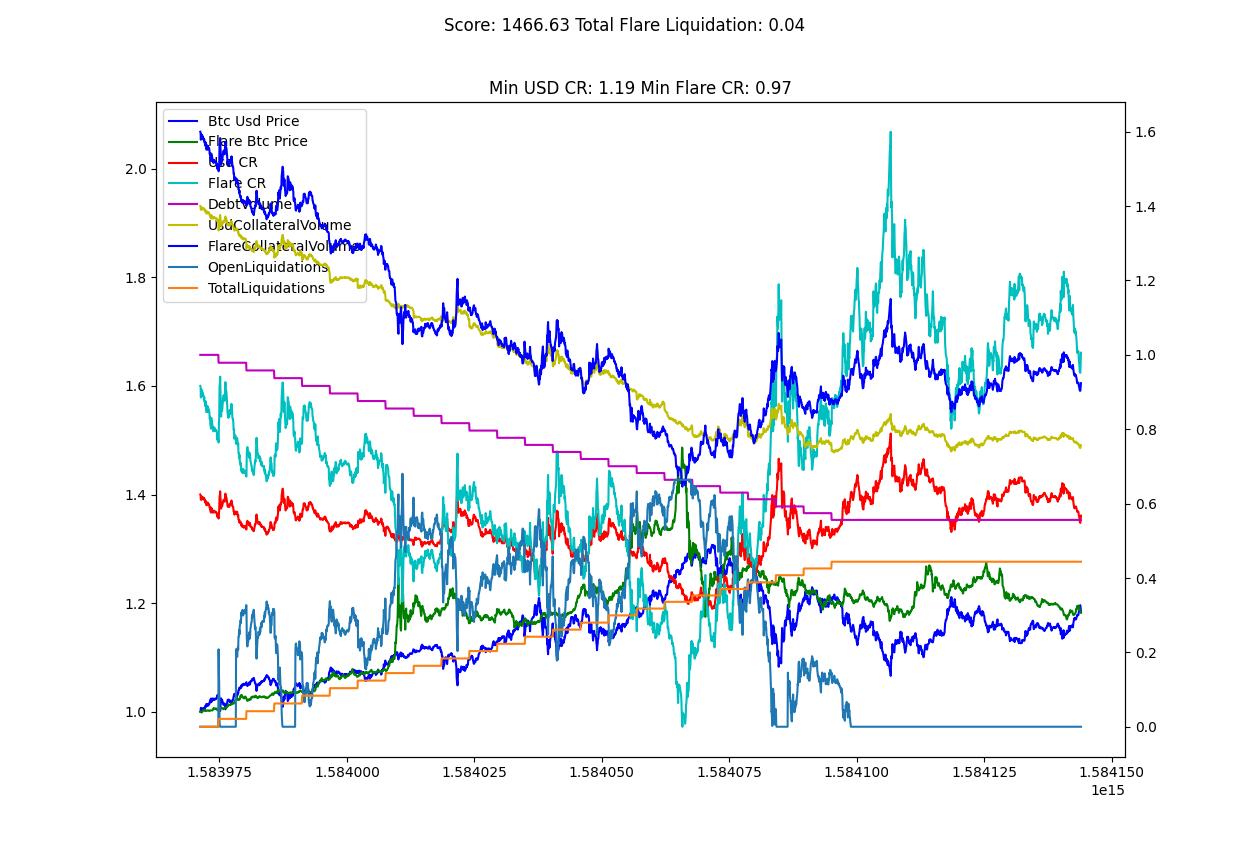 Score: 1466.63 Total Flare Liquidation: 0.04
Min USD CR: 1.19 Min Flare CR: 0.97
Btc Usd Price
Flare Btc Price
Usd CR
Flare CR
DebtVolume
UsdCollateralVolume
FlareCollateralVolume
OpenLiquidations
TotalLiquidations
2.0
1.8
1.6
1.4
1.2
1.0
1.6
1.4
1.2
1.0
0.8
0.6
0.4
0.2
0.0
1.583975 1.584000 1.584025 1.584050 1.584075 1.584100 1.584125 1.584150
1e15